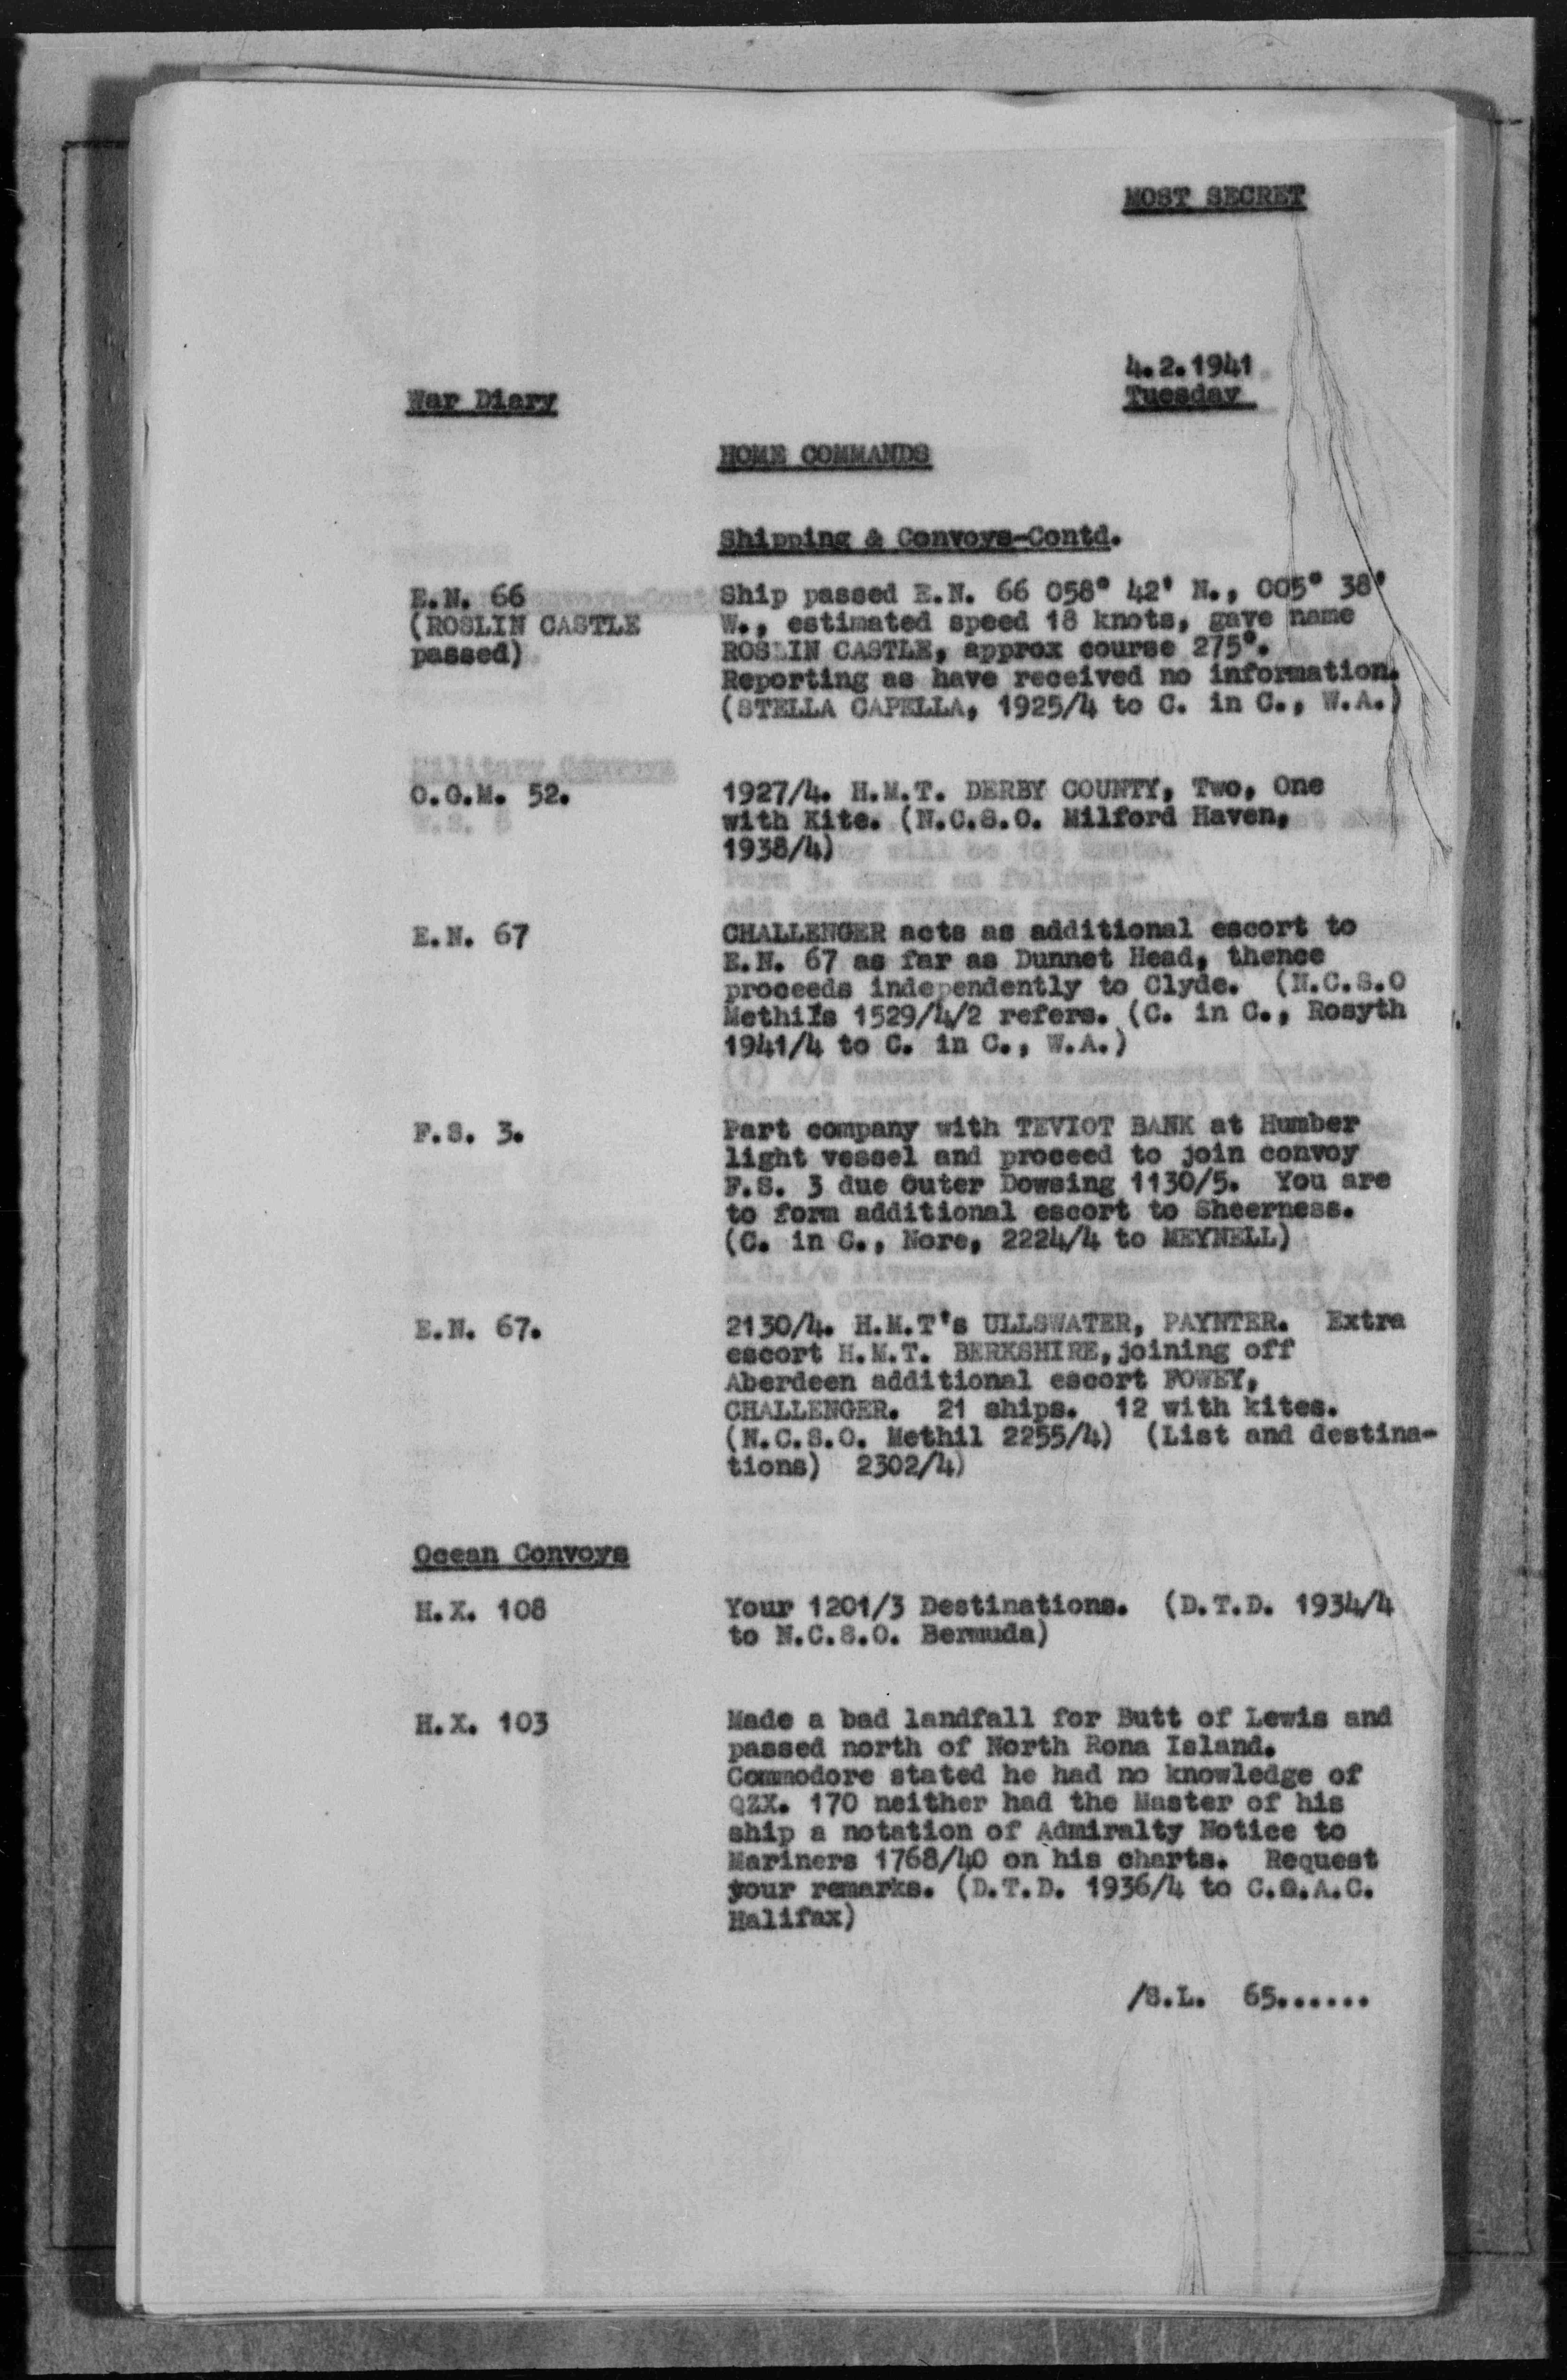 MOST SECRET
4.2.1941
Tuesday
War Diary
HOME COMMANDS
Shipping & Convoys-Contd.
E.N. 66
(ROSLIN CASTLE
passed)
Ship passed E.N. 66 058° 42' N., 005° 38'
W., estimated speed 18 knots, gave name
ROSLIN CASTLE, approx course 275°.
Reporting as have received no information.
(STELLA CAPELLA, 1925/4 to C. in C., W.A.)
O.G.M. 52.
1927/4. H.M.T. DERBY COUNTY, Two, One
with Kite. (N.C.S.O. Milford Haven,
1938/4)
E.N. 67
CHALLENGER acts as additional escort to
E.N. 67 as far as Dunnet Head, thence
proceeds independently to Clyde. (N.C.S.O
Methils 1529/4/2 refers. (C. in C., Rosyth
1941/4 to C. in C., W.A.)
F.S. 3.
Part company with TEVIOT BANK at Humber
light vessel and proceed to join convoy
F.S. 3 due Outer Dowsing 1130/5. You are
to form additional escort to Sheerness.
(C. in C., Nore, 2224/4 to MEYNELL)
E.N. 67.
2130/4. H.M.T's ULLSWATER, PAYNTER. Extra
escort H.M.T. BERKSHIRE, joining off
Aberdeen additional escort FOWEY,
CHALLENGER. 21 ships. 12 with kites.
(N.C.S.O. Methil 2255/4) (List and destina-
tions) 2302/4)
Ocean Convoys
H.X. 108
Your 1201/3 Destinations. (D.T.D. 1934/4
to N.C.S.O. Bermuda)
H.X. 103
Made a bad landfall for Butt of Lewis and
passed north of North Rona Island.
Commodore stated he had no knowledge of
QZX. 170 neither had the Master of his
ship a notation of Admiralty Notice to
Mariners 1768/40 on his charts. Request
your remarks. (D.T.D. 1936/4 to C.S.A.C.
Halifax)
/S.L. 65......